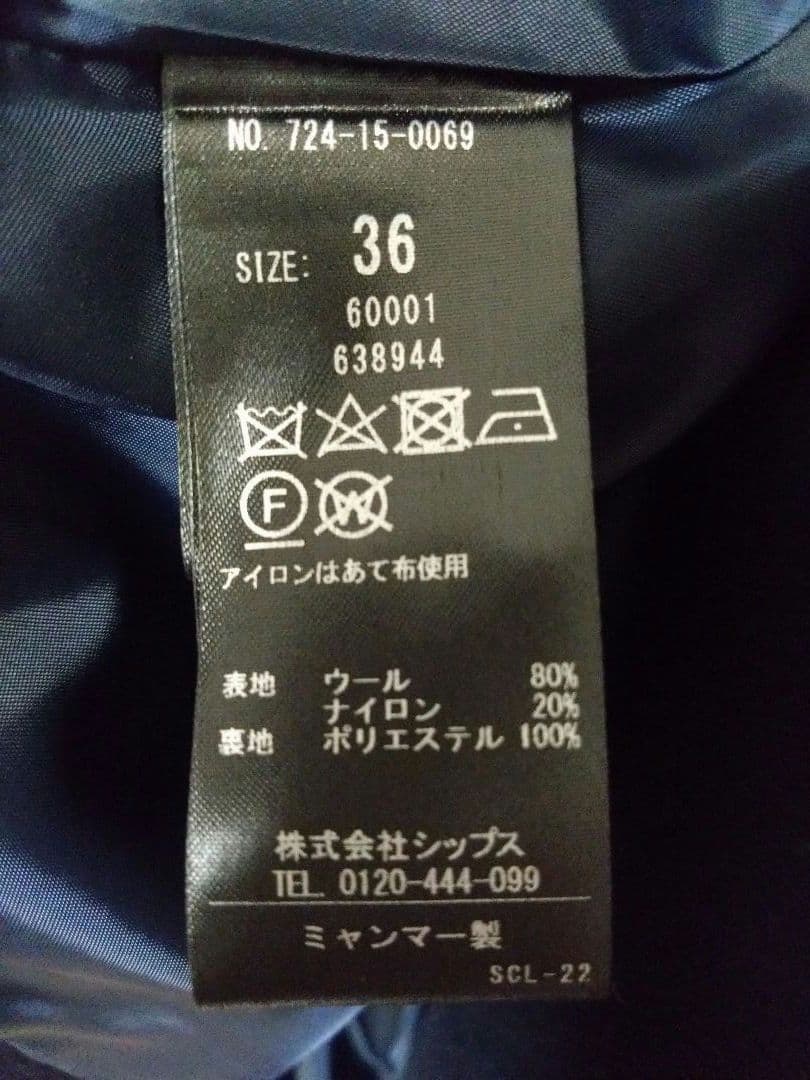 NO. 724-15-0069
SIZE: 36
60001
638944
F W
アイロンはあて布使用
表地 ウール 80%
ナイロン 20%
裏地 ポリエステル 100%
株式会社シップス
TEL. 0120-444-099
ミャンマー製
SCL-22